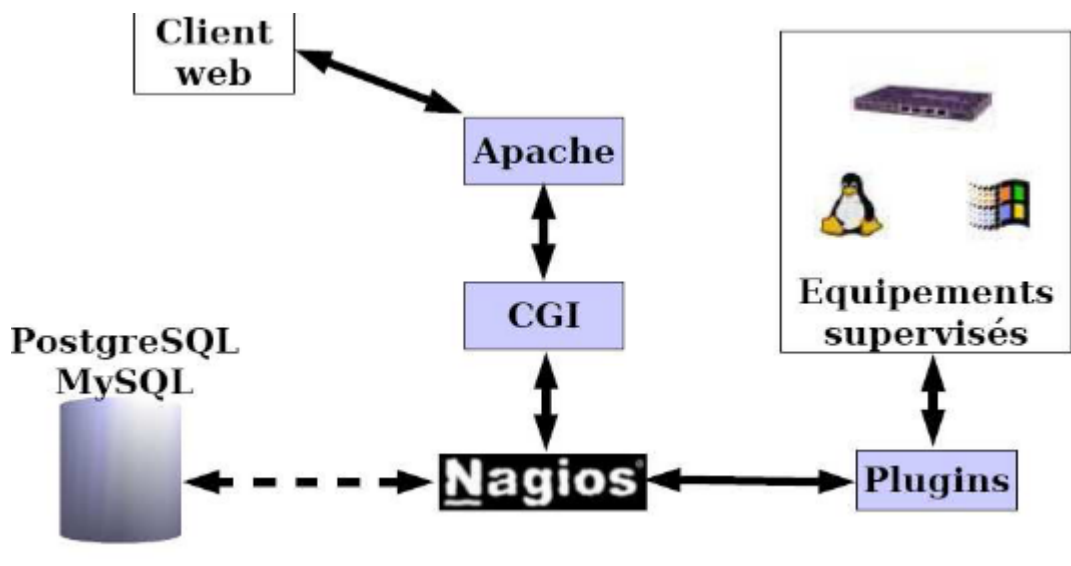 Client
web
Apache
CGI
Equipements
supervisés
PostgreSQL
MySQL
Nagios®
Plugins